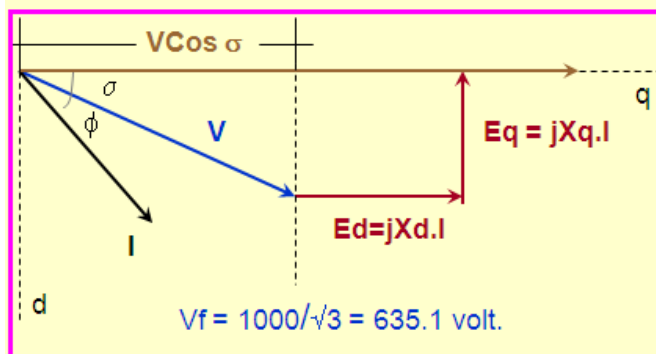 VCos σ
σ
q
ϕ
V
Eq = jXq.I
I
Ed=jXd.I
d
Vf = 1000/√3 = 635.1 volt.